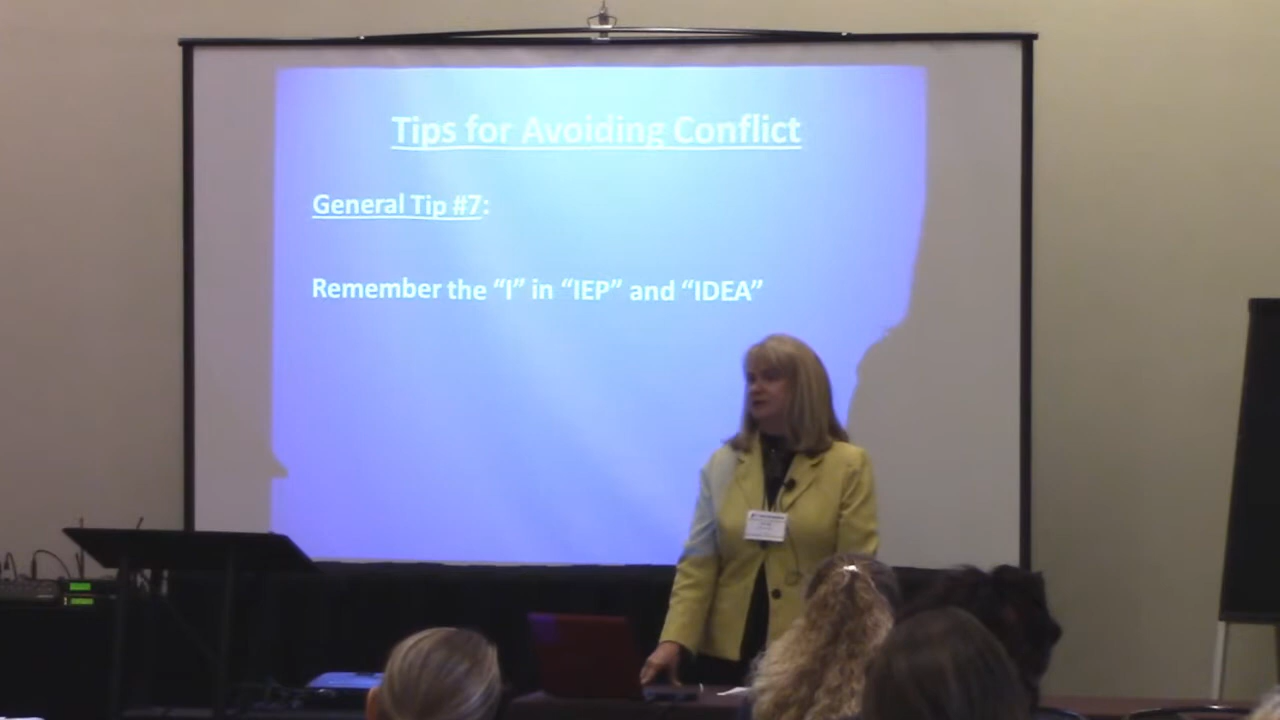 Tips for Avoiding Conflict
General Tip #7:
Remember the “I” in “IEP” and “IDEA”